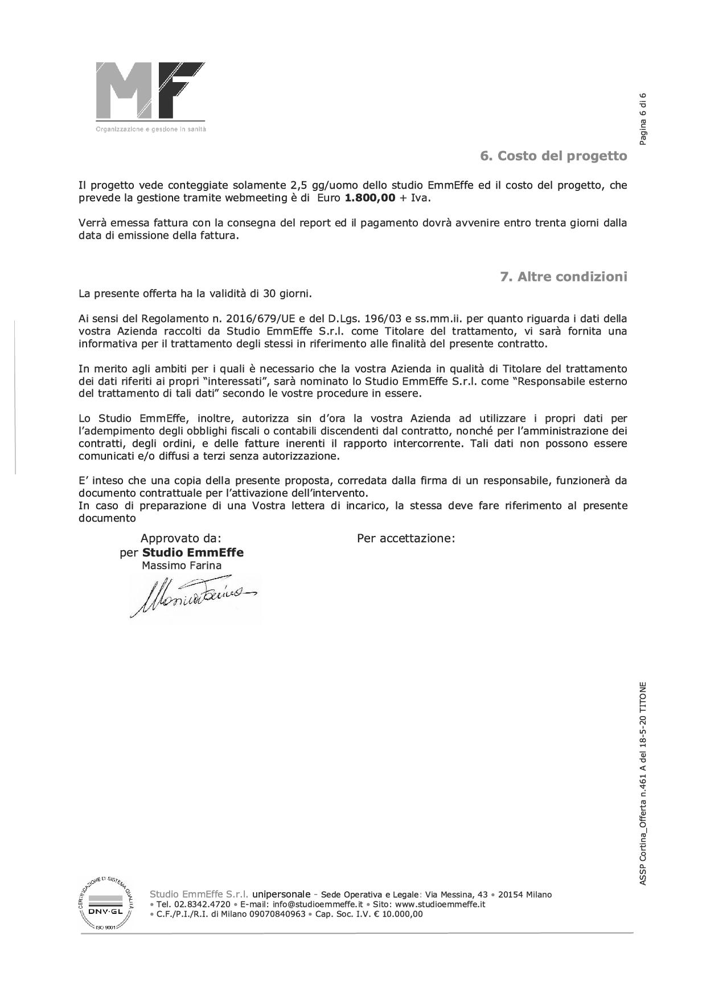 MF
Organizzazione e gestione in sanità
Pagina 6 di 6
6. Costo del progetto
Il progetto vede conteggiate solamente 2,5 gg/uomo dello studio EmmEffe ed il costo del progetto, che
prevede la gestione tramite webmeeting è di Euro 1.800,00 + Iva.
Verrà emessa fattura con la consegna del report ed il pagamento dovrà avvenire entro trenta giorni dalla
data di emissione della fattura.
7. Altre condizioni
La presente offerta ha la validità di 30 giorni.
Ai sensi del Regolamento n. 2016/679/UE e del D.Lgs. 196/03 e ss.mm.ii. per quanto riguarda i dati della
vostra Azienda raccolti da Studio EmmEffe S.r.l. come Titolare del trattamento, vi sarà fornita una
informativa per il trattamento degli stessi in riferimento alle finalità del presente contratto.
In merito agli ambiti per i quali è necessario che la vostra Azienda in qualità di Titolare del trattamento
dei dati riferiti ai propri “interessati”, sarà nominato lo Studio EmmEffe S.r.l. come “Responsabile esterno
del trattamento di tali dati” secondo le vostre procedure in essere.
Lo Studio EmmEffe, inoltre, autorizza sin d’ora la vostra Azienda ad utilizzare i propri dati per
l’adempimento degli obblighi fiscali o contabili discendenti dal contratto, nonché per l’amministrazione dei
contratti, degli ordini, e delle fatture inerenti il rapporto intercorrente. Tali dati non possono essere
comunicati e/o diffusi a terzi senza autorizzazione.
E’ inteso che una copia della presente proposta, corredata dalla firma di un responsabile, funzionerà da
documento contrattuale per l’attivazione dell’intervento.
In caso di preparazione di una Vostra lettera di incarico, la stessa deve fare riferimento al presente
documento
Approvato da:
per Studio EmmEffe
Massimo Farina
Per accettazione:
ASSP Cortina_Offerta n.461 A del 18-5-20 TITONE
CERTIFICAZIONE DI SISTEMA QUALITÀ
DNV·GL
ISO 9001
Studio EmmEffe S.r.l. unipersonale - Sede Operativa e Legale: Via Messina, 43 • 20154 Milano
• Tel. 02.8342.4720 • E-mail: info@studioemmeffe.it • Sito: www.studioemmeffe.it
• C.F./P.I./R.I. di Milano 09070840963 • Cap. Soc. I.V. € 10.000,00